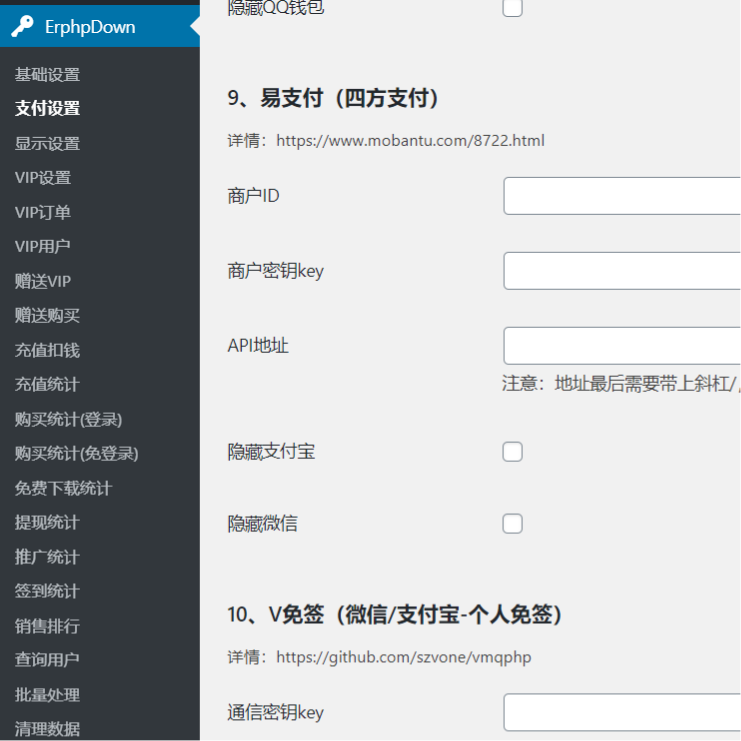 ErphpDown
基础设置
支付设置
显示设置
VIP设置
VIP订单
VIP用户
赠送VIP
赠送购买
充值扣钱
充值统计
购买统计(登录)
购买统计(免登录)
免费下载统计
提现统计
推广统计
签到统计
销售排行
查询用户
批量处理
清理数据
隐藏QQ钱包
9、易支付（四方支付）
详情：https://www.mobantu.com/8722.html
商户ID
商户密钥key
API地址
注意：地址最后需要带上斜杠/，
隐藏支付宝
隐藏微信
10、V免签（微信/支付宝-个人免签）
详情：https://github.com/szvone/vmqphp
通信密钥key